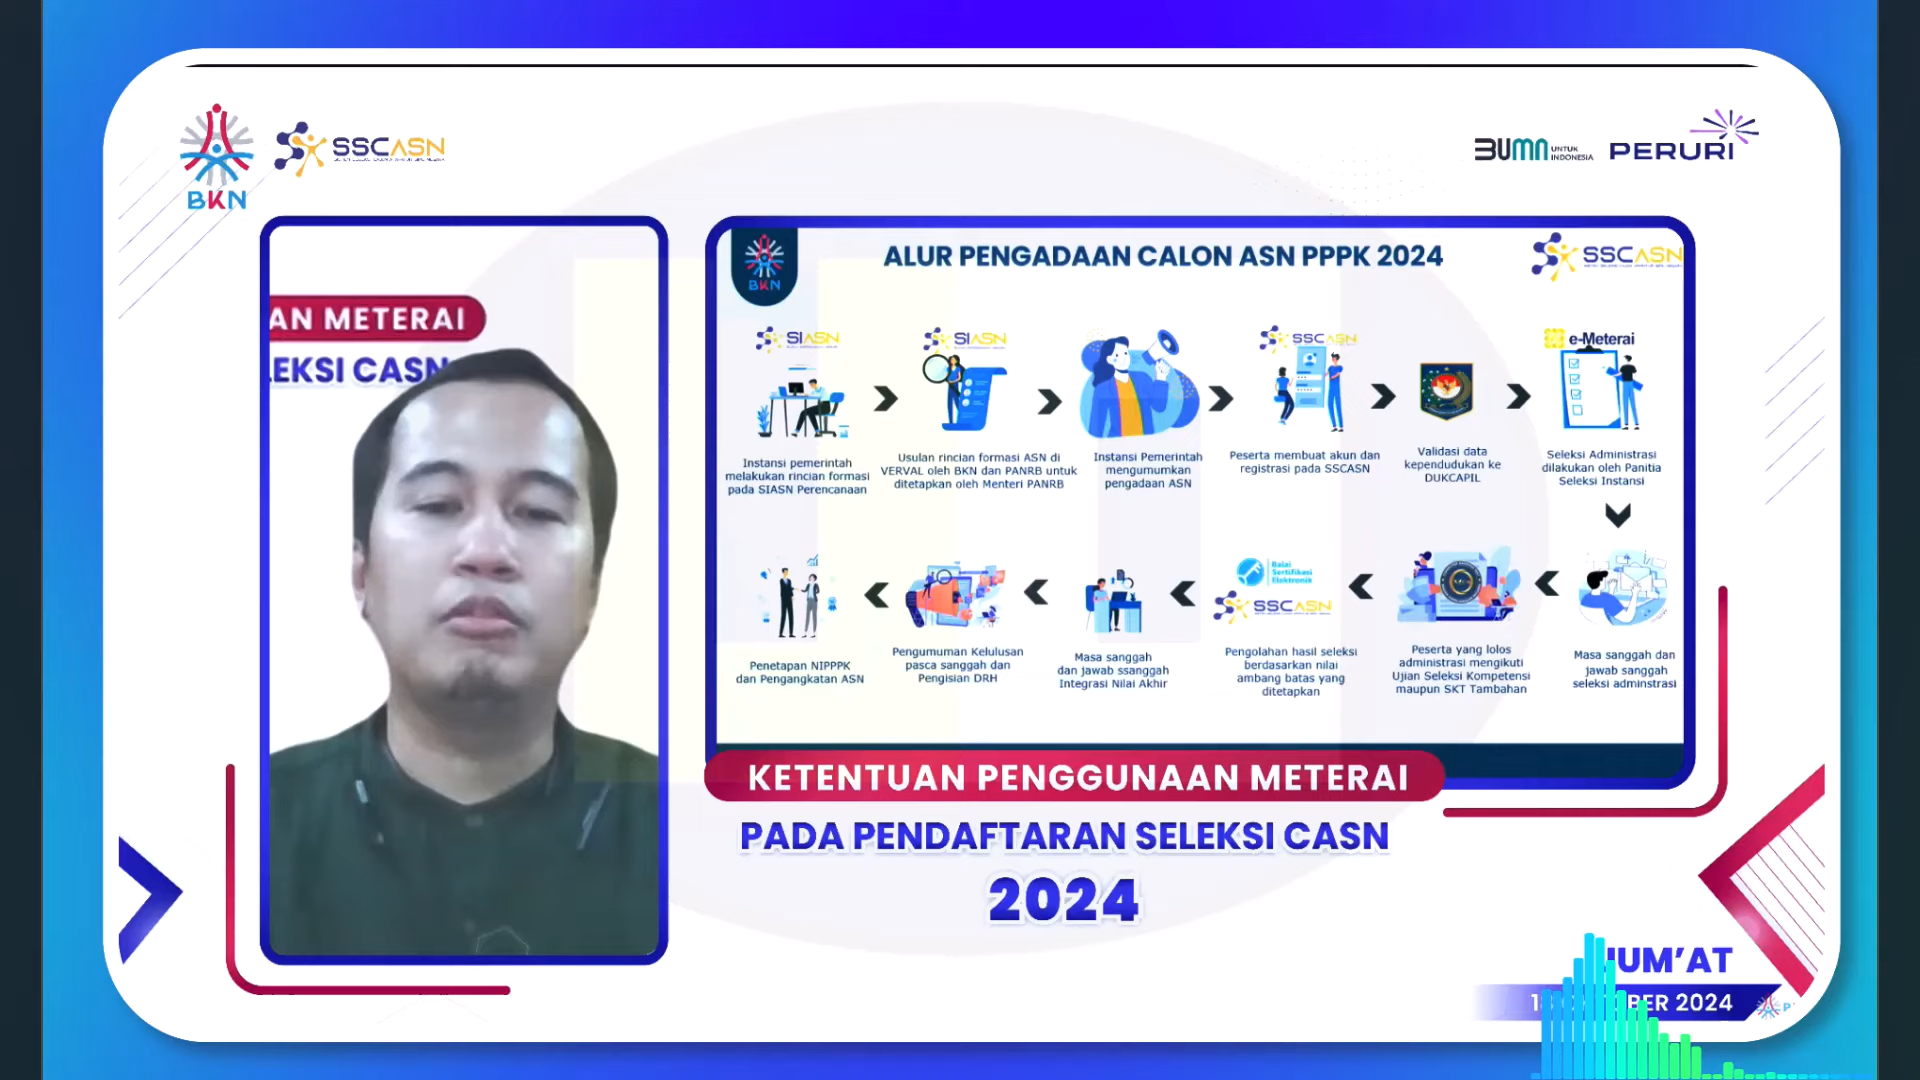 BKN
SSCASN
BUMN UNTUK
INDONESIA
PERURI
AN METERAI
LEKSI CASN
BKN
ALUR PENGADAAN CALON ASN PPPK 2024
SSCASN
SIASN
SIASN
SSCASN
e-Meterai
Instansi pemerintah
melakukan rincian formasi
pada SIASN Perencanaan
Usulan rincian formasi ASN di
VERVAL oleh BKN dan PANRB untuk
ditetapkan oleh Menteri PANRB
Instansi Pemerintah
mengumumkan
pengadaan ASN
Peserta membuat akun dan
registrasi pada SSCASN
Validasi data
kependudukan ke
DUKCAPIL
Seleksi Administrasi
dilakukan oleh Panitia
Seleksi Instansi
Balai
Sertifikasi
Elektronik
SSCASN
Penetapan NIPPPK
dan Pengangkatan ASN
Pengumuman Kelulusan
pasca sanggah dan
Pengisian DRH
Masa sanggah
dan jawab ssanggah
Integrasi Nilai Akhir
Pengolahan hasil seleksi
berdasarkan nilai
ambang batas yang
ditetapkan
Peserta yang lolos
administrasi mengikuti
Ujian Seleksi Kompetensi
maupun SKT Tambahan
Masa sanggah dan
jawab sanggah
seleksi adminstrasi
KETENTUAN PENGGUNAAN METERAI
PADA PENDAFTARAN SELEKSI CASN
2024
JUM'AT
BER 2024